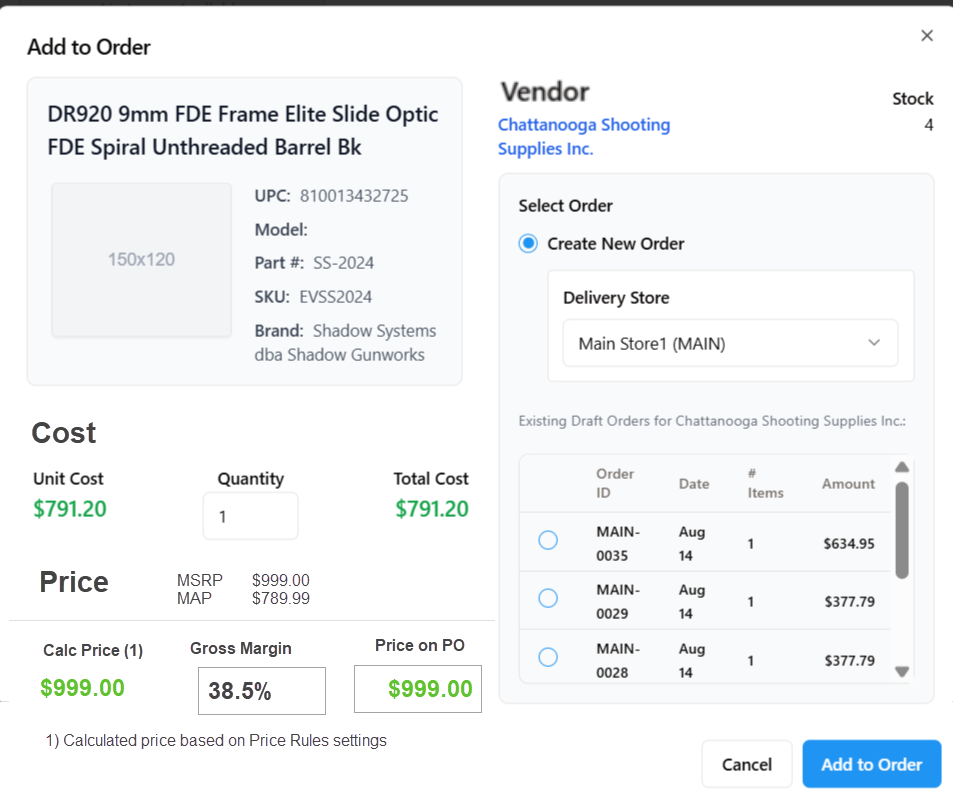 Add to Order
DR920 9mm FDE Frame Elite Slide Optic
FDE Spiral Unthreaded Barrel Bk
150x120
UPC: 810013432725
Model:
Part #: SS-2024
SKU: EVSS2024
Brand: Shadow Systems
dba Shadow Gunworks
Cost
Unit Cost
Quantity
Total Cost
$791.20
1
$791.20
Price
MSRP $999.00
MAP $789.99
Calc Price (1)
Gross Margin
Price on PO
$999.00
38.5%
$999.00
1) Calculated price based on Price Rules settings
Vendor
Stock
Chattanooga Shooting
Supplies Inc.
4
Select Order
Create New Order
Delivery Store
Main Store1 (MAIN)
Existing Draft Orders for Chattanooga Shooting Supplies Inc.:
Order
ID
Date
#
Items
Amount
MAIN-
0035
Aug
14
1
$634.95
MAIN-
0029
Aug
14
1
$377.79
MAIN-
0028
Aug
14
1
$377.79
Cancel
Add to Order